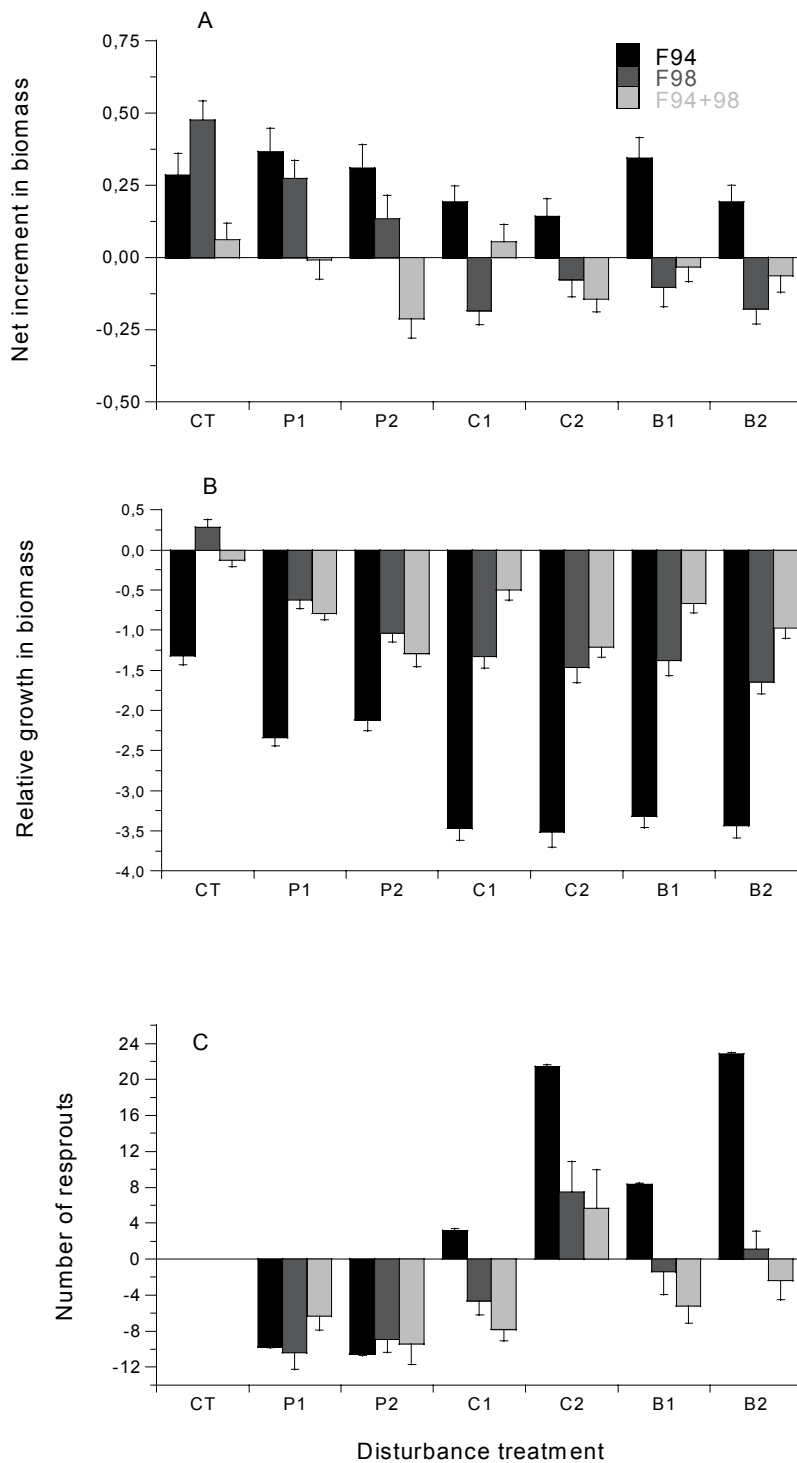 A
F94
F98
F94+98
Net increment in biomass
0,75
0,50
0,25
0,00
-0,25
-0,50
CT P1 P2 C1 C2 B1 B2
B
Relative growth in biomass
0,5
0,0
-0,5
-1,0
-1,5
-2,0
-2,5
-3,0
-3,5
-4,0
CT P1 P2 C1 C2 B1 B2
C
Number of resprouts
24
20
16
12
8
4
0
-4
-8
-12
CT P1 P2 C1 C2 B1 B2
Disturbance treatment